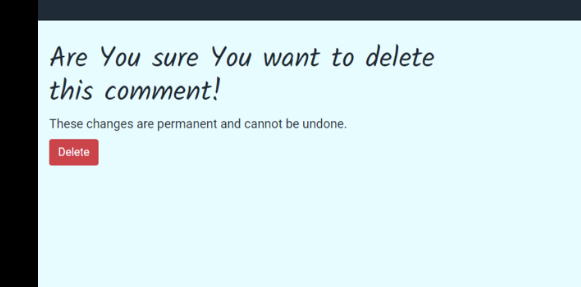 Are You sure You want to delete
this comment!
These changes are permanent and cannot be undone.
Delete